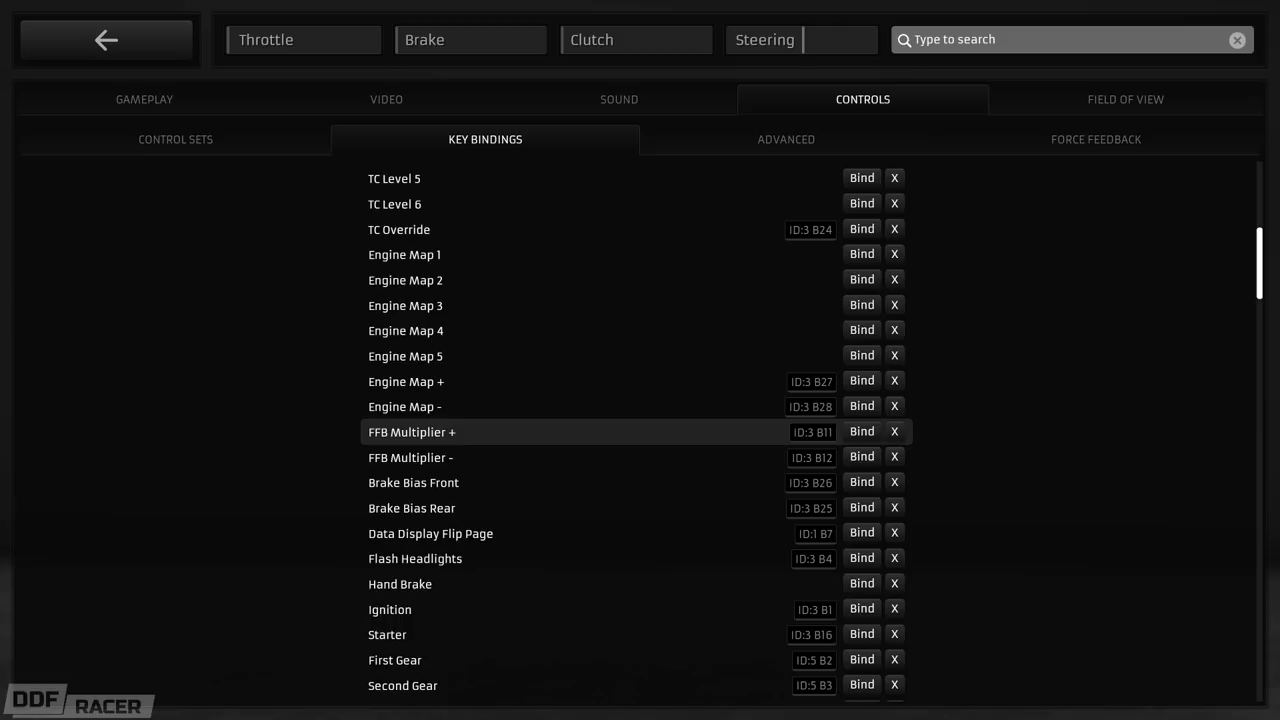 Throttle Brake Clutch Steering Type to search
GAMEPLAY VIDEO SOUND CONTROLS FIELD OF VIEW
CONTROL SETS KEY BINDINGS ADVANCED FORCE FEEDBACK
TC Level 5 Bind X
TC Level 6 Bind X
TC Override ID:3 B24 Bind X
Engine Map 1 Bind X
Engine Map 2 Bind X
Engine Map 3 Bind X
Engine Map 4 Bind X
Engine Map 5 Bind X
Engine Map + ID:3 B27 Bind X
Engine Map - ID:3 B28 Bind X
FFB Multiplier + ID:3 B11 Bind X
FFB Multiplier - ID:3 B12 Bind X
Brake Bias Front ID:3 B26 Bind X
Brake Bias Rear ID:3 B25 Bind X
Data Display Flip Page ID:1 B7 Bind X
Flash Headlights ID:3 B4 Bind X
Hand Brake Bind X
Ignition ID:3 B1 Bind X
Starter ID:3 B16 Bind X
First Gear ID:5 B2 Bind X
Second Gear ID:5 B3 Bind X
DDF RACER